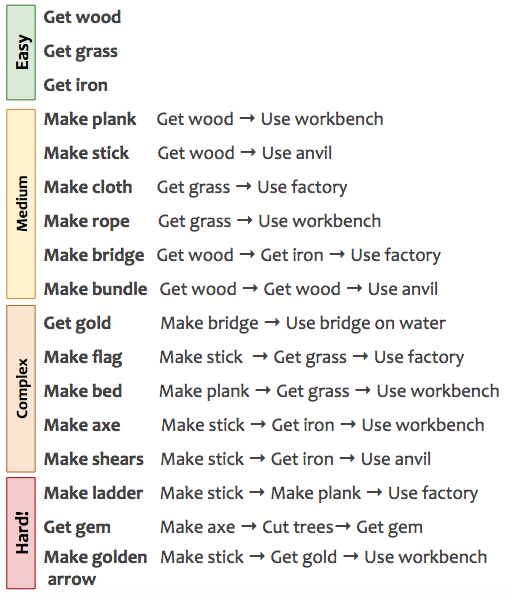 Easy
Get wood
Get grass
Get iron
Medium
Make plank Get wood → Use workbench
Make stick Get wood → Use anvil
Make cloth Get grass → Use factory
Make rope Get grass → Use workbench
Make bridge Get wood → Get iron → Use factory
Make bundle Get wood → Get wood → Use anvil
Complex
Get gold Make bridge → Use bridge on water
Make flag Make stick → Get grass → Use factory
Make bed Make plank → Get grass → Use workbench
Make axe Make stick → Get iron → Use workbench
Make shears Make stick → Get iron → Use anvil
Hard!
Make ladder Make stick → Make plank → Use factory
Get gem Make axe → Cut trees→ Get gem
Make golden Make stick → Get gold → Use workbench
arrow